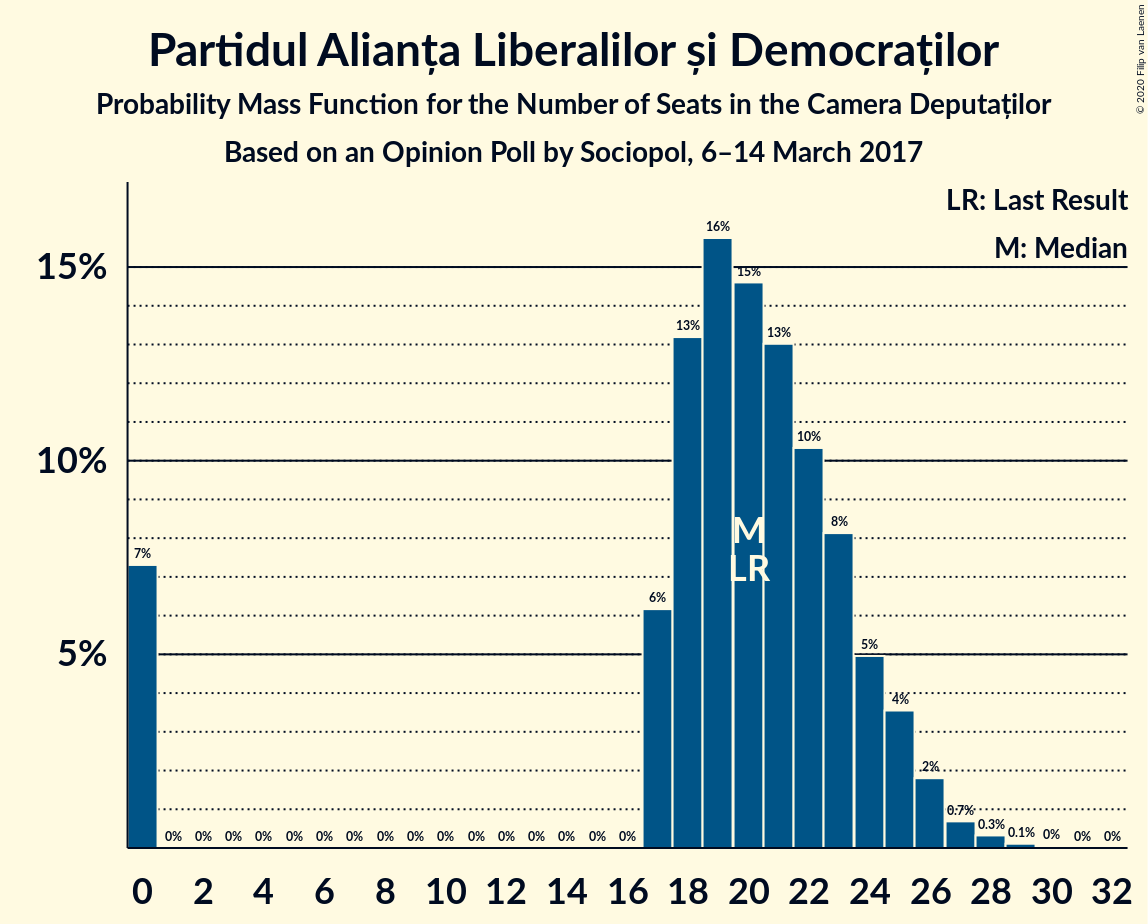 Partidul Alianța Liberalilor și Democraților
Probability Mass Function for the Number of Seats in the Camera Deputaților
Based on an Opinion Poll by Sociopol, 6–14 March 2017
© 2020 Filip van Laenen
LR: Last Result
M: Median
15%
10%
5%
7%
0% 0% 0% 0% 0% 0% 0% 0% 0% 0% 0% 0% 0% 0% 0% 0%
6%
13%
16%
15%
13%
10%
8%
5%
4%
2%
0.7%
0.3%
0.1%
0% 0% 0%
M
LR
0 2 4 6 8 10 12 14 16 18 20 22 24 26 28 30 32